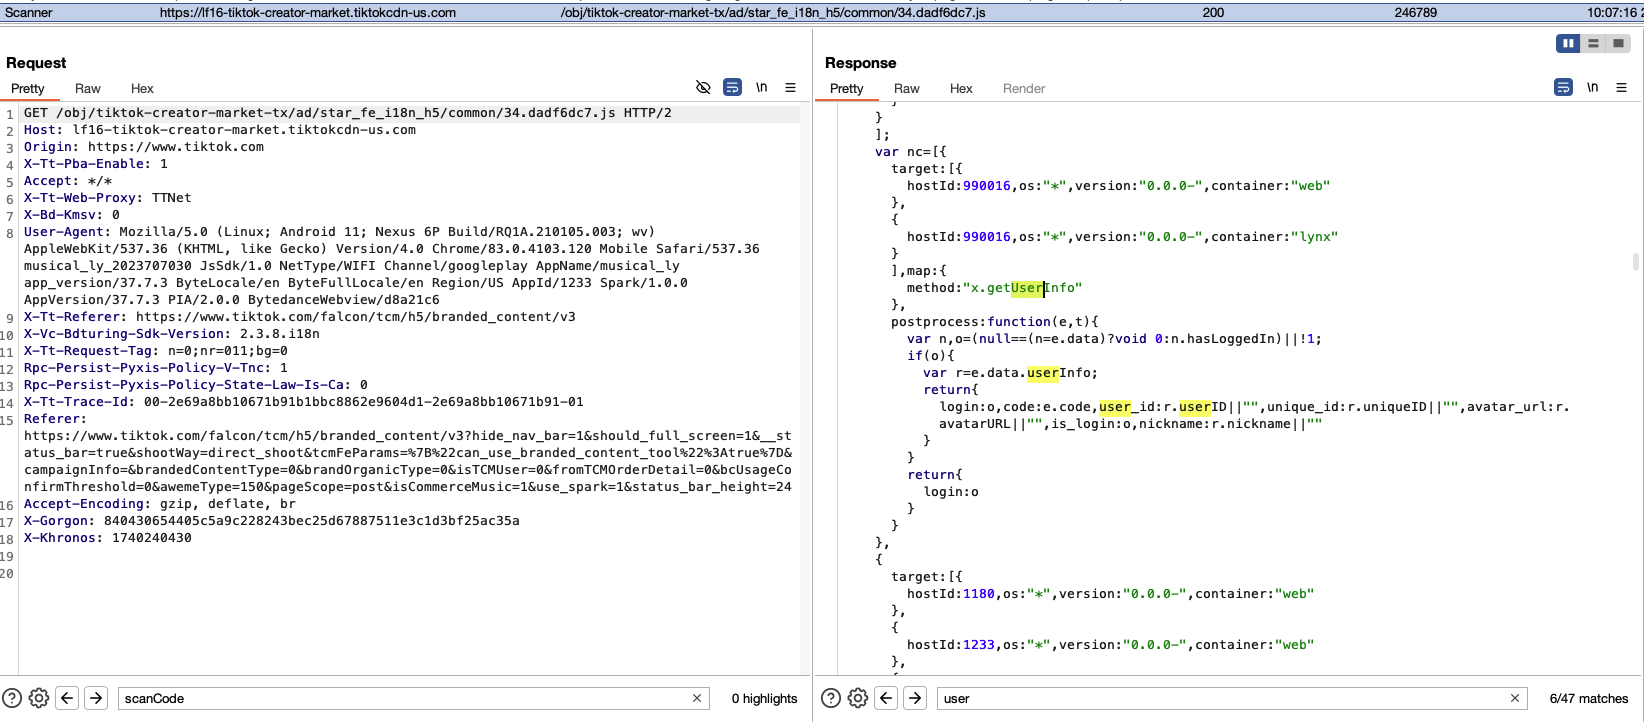 Scanner https://lf16-tiktok-creator-market.tiktokcdn-us.com /obj/tiktok-creator-market-tx/ad/star_fe_i18n_h5/common/34.dadf6dc7.js 200 246789 10:07:16
Request
Pretty Raw Hex \n
1 GET /obj/tiktok-creator-market-tx/ad/star_fe_i18n_h5/common/34.dadf6dc7.js HTTP/2
2 Host: lf16-tiktok-creator-market.tiktokcdn-us.com
3 Origin: https://www.tiktok.com
4 X-Tt-Pba-Enable: 1
5 Accept: */*
6 X-Tt-Web-Proxy: TTNet
7 X-Bd-Kmsv: 0
8 User-Agent: Mozilla/5.0 (Linux; Android 11; Nexus 6P Build/RQ1A.210105.003; wv)
AppleWebKit/537.36 (KHTML, like Gecko) Version/4.0 Chrome/83.0.4103.120 Mobile Safari/537.36
musical_ly_2023707030 JsSdk/1.0 NetType/WIFI Channel/googleplay AppName/musical_ly
app_version/37.7.3 ByteLocale/en ByteFullLocale/en Region/US AppId/1233 Spark/1.0.0
AppVersion/37.7.3 PIA/2.0.0 BytedanceWebview/d8a21c6
9 X-Tt-Referer: https://www.tiktok.com/falcon/tcm/h5/branded_content/v3
10 X-Vc-Bdturing-Sdk-Version: 2.3.8.i18n
11 X-Tt-Request-Tag: n=0;nr=011;bg=0
12 Rpc-Persist-Pyxis-Policy-V-Tnc: 1
13 Rpc-Persist-Pyxis-Policy-State-Law-Is-Ca: 0
14 X-Tt-Trace-Id: 00-2e69a8bb10671b91b1bbc8862e9604d1-2e69a8bb10671b91-01
15 Referer:
https://www.tiktok.com/falcon/tcm/h5/branded_content/v3?hide_nav_bar=1&should_full_screen=1&__st
atus_bar=true&shootWay=direct_shoot&tcmFeParams=%7B%22can_use_branded_content_tool%22%3Atrue%7D&
campaignInfo=&brandedContentType=0&brandOrganicType=0&isTCMUser=0&fromTCMOrderDetail=0&bcUsageCo
nfirmThreshold=0&awemeType=150&pageScope=post&isCommerceMusic=1&use_spark=1&status_bar_height=24
16 Accept-Encoding: gzip, deflate, br
17 X-Gorgon: 840430654405c5a9c228243bec25d67887511e3c1d3bf25ac35a
18 X-Khronos: 1740240430
19
20
scanCode 0 highlights
Response
Pretty Raw Hex Render \n
}
}
];
var nc=[{
target:[{
hostId:990016,os:"*",version:"0.0.0-",container:"web"
},
{
hostId:990016,os:"*",version:"0.0.0-",container:"lynx"
}
],map:{
method:"x.getUserInfo"
},
postprocess:function(e,t){
var n,o=(null==(n=e.data)?void 0:n.hasLoggedIn)||!1;
if(o){
var r=e.data.userInfo;
return{
login:o,code:e.code,user_id:r.userID||"",unique_id:r.uniqueID||"",avatar_url:r.
avatarURL||"",is_login:o,nickname:r.nickname||""
}
}
return{
login:o
}
}
},
{
target:[{
hostId:1180,os:"*",version:"0.0.0-",container:"web"
},
{
hostId:1233,os:"*",version:"0.0.0-",container:"web"
},
user 6/47 matches